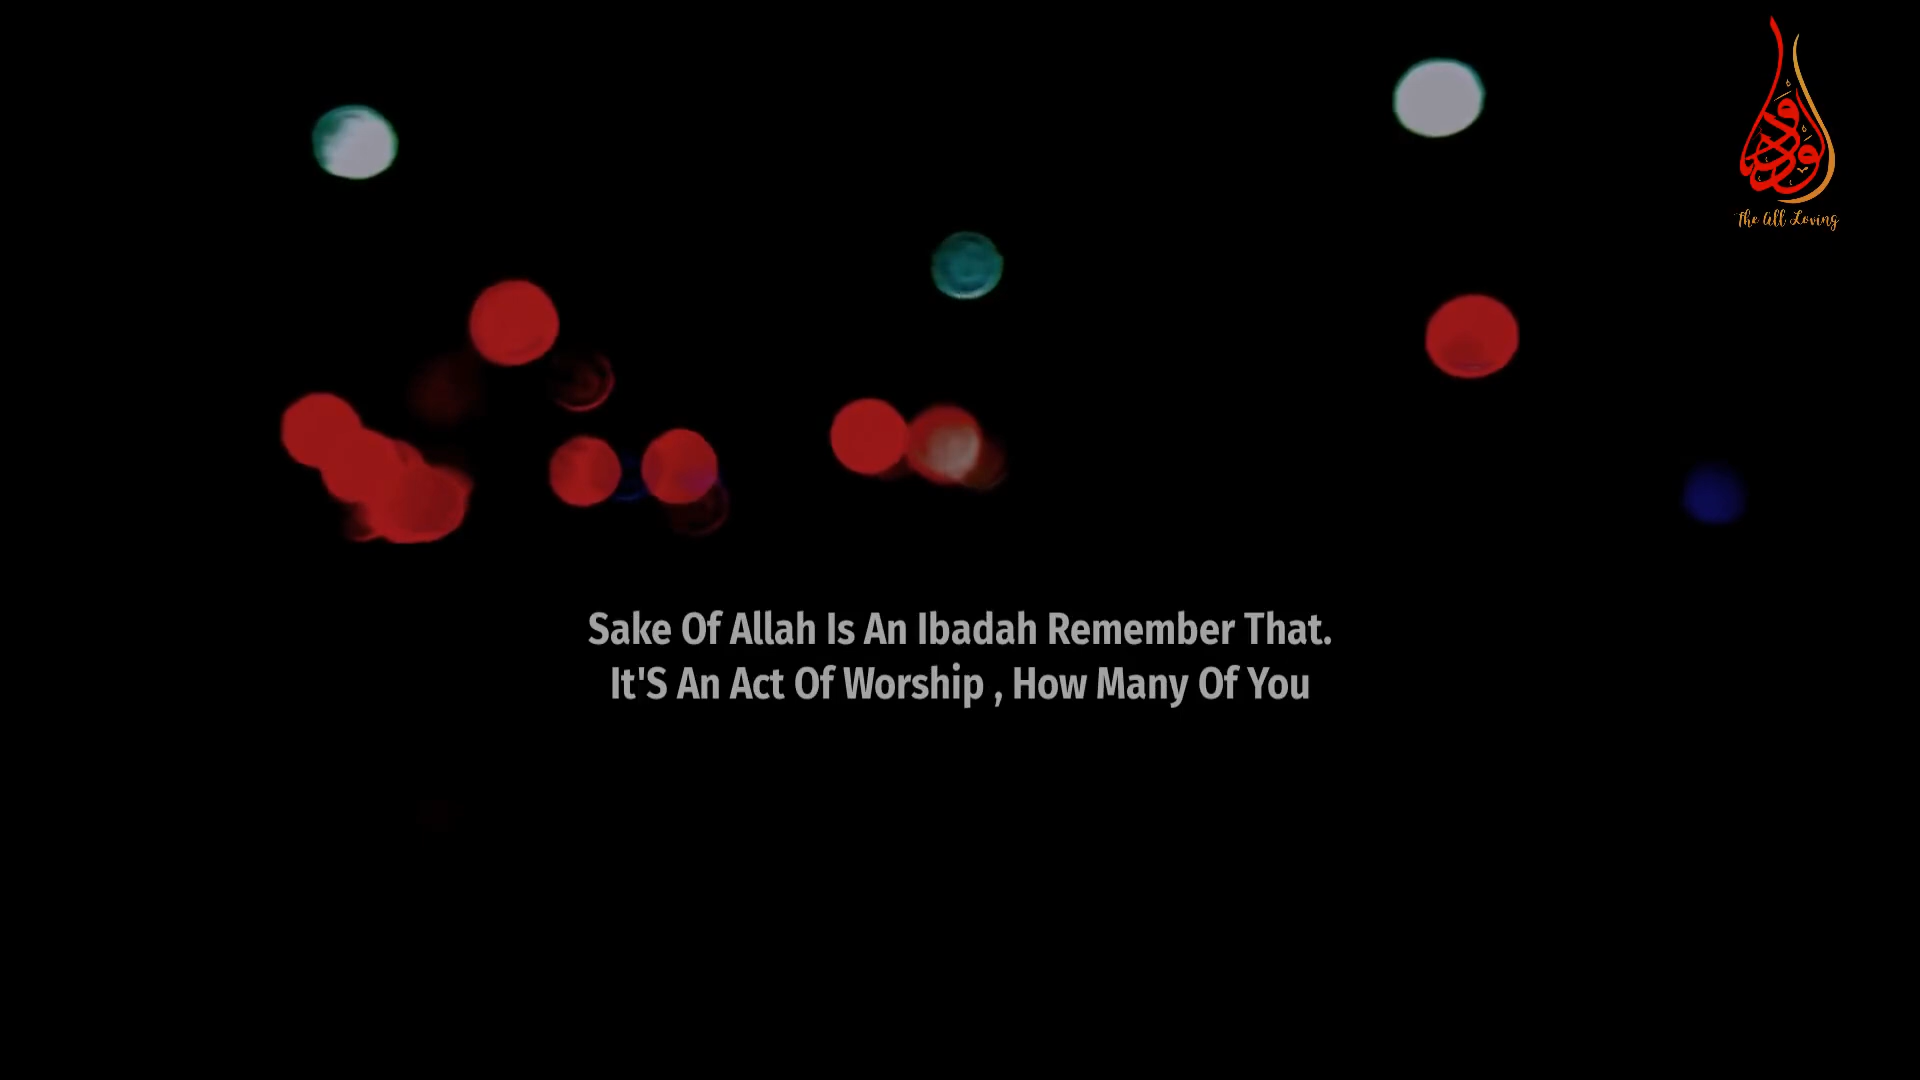 الودود
The All Loving
Sake Of Allah Is An Ibadah Remember That.
It'S An Act Of Worship , How Many Of You